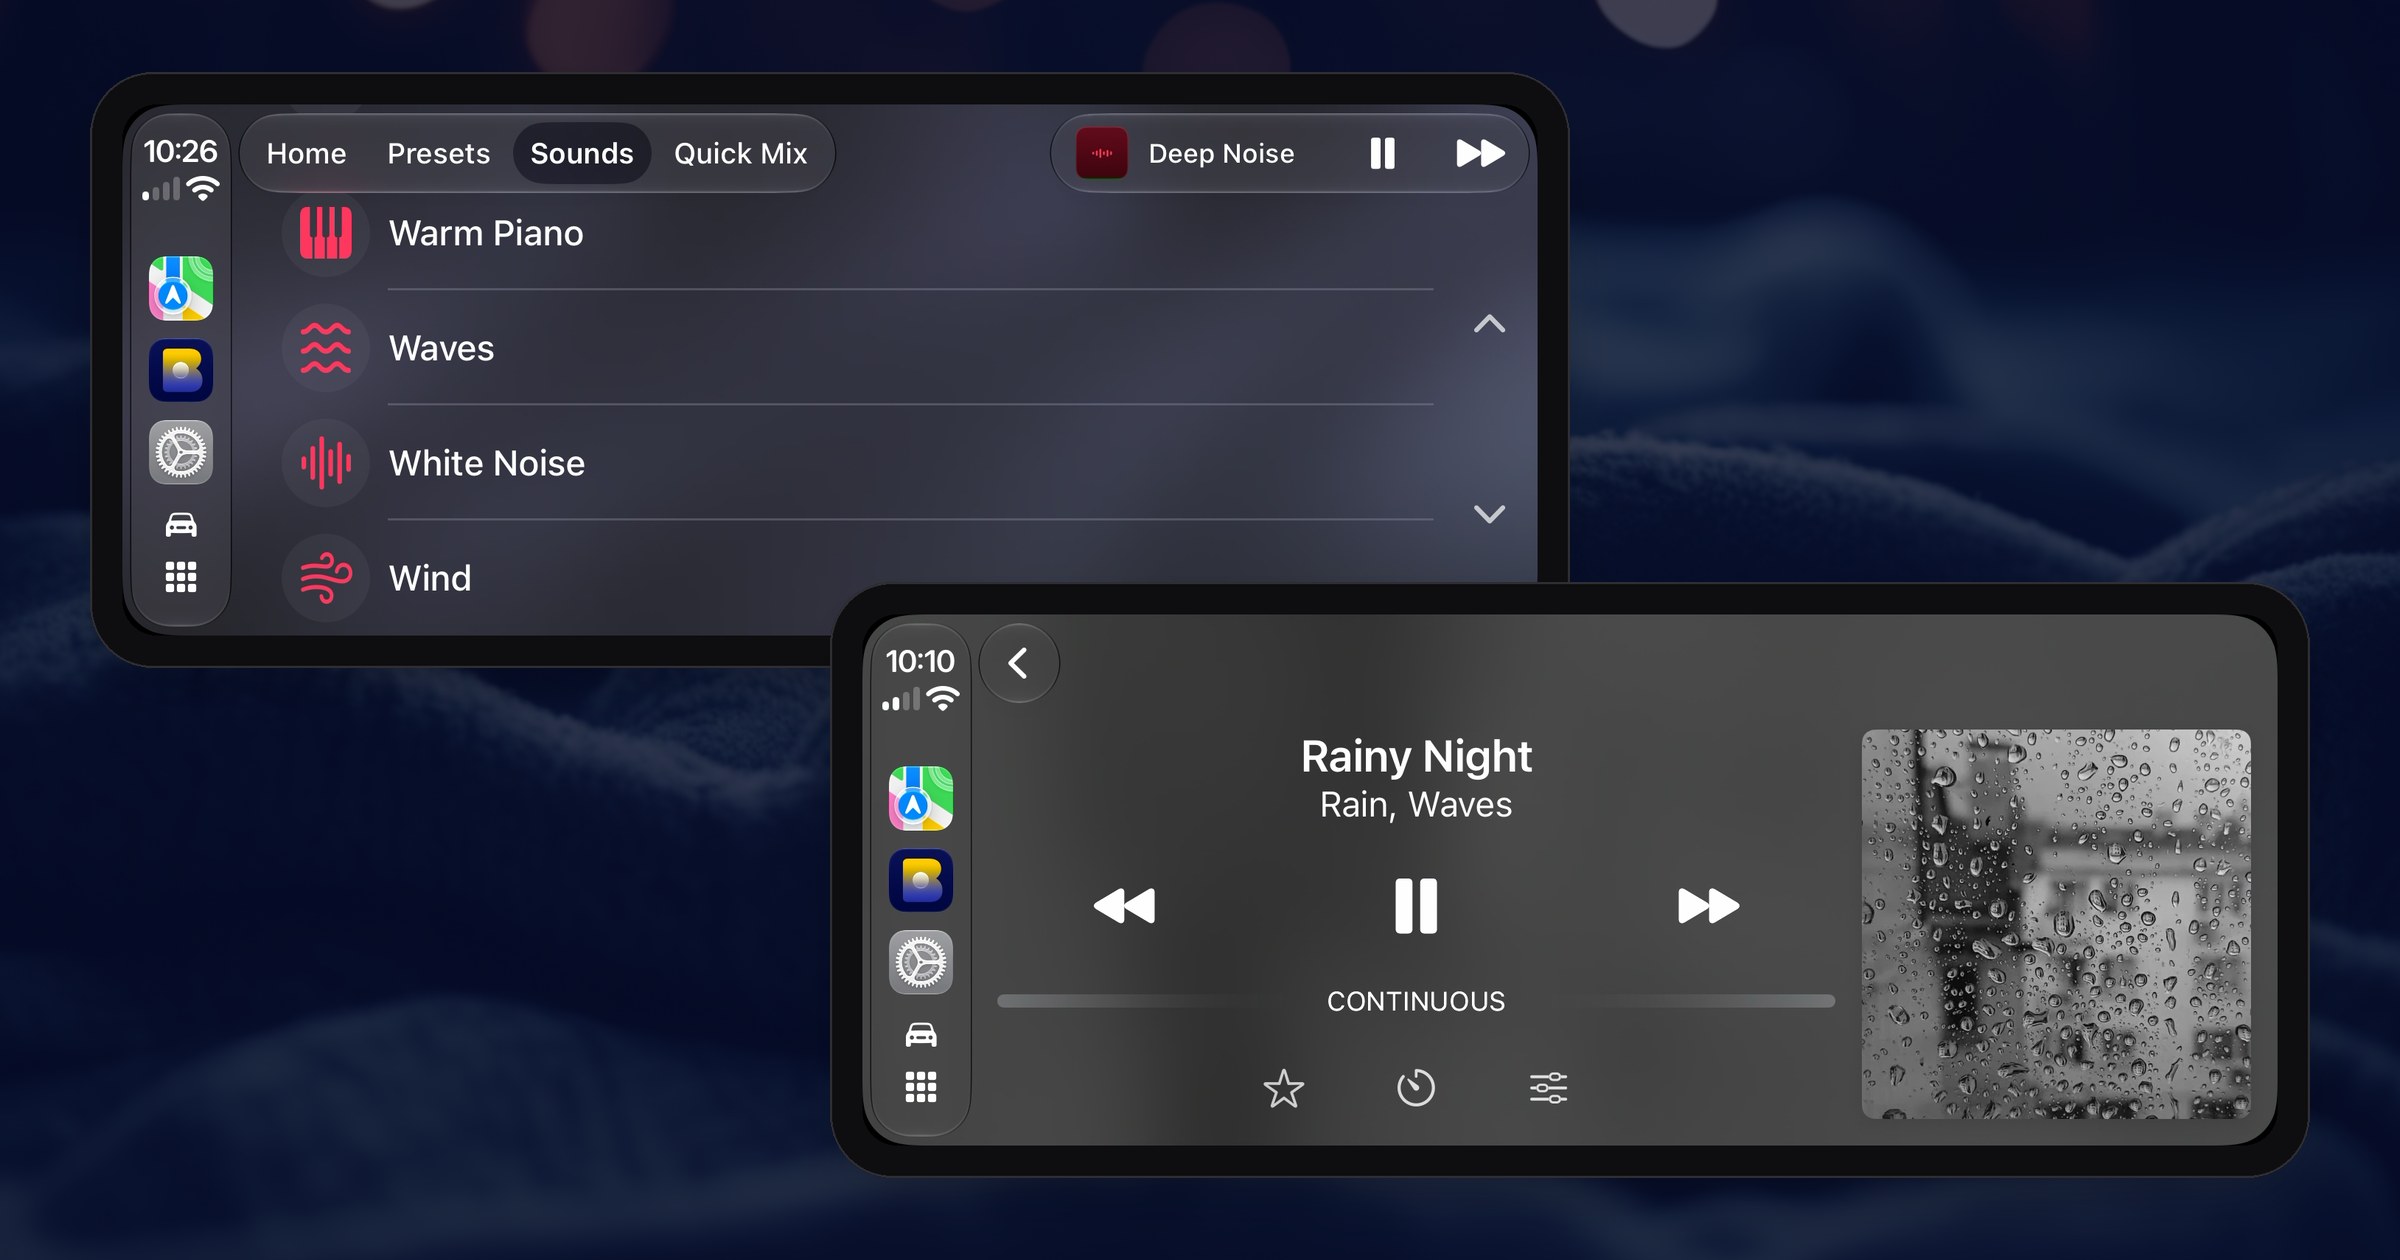 10:26
Home Presets Sounds Quick Mix
Deep Noise
Warm Piano
Waves
White Noise
Wind
10:10
Rainy Night
Rain, Waves
CONTINUOUS